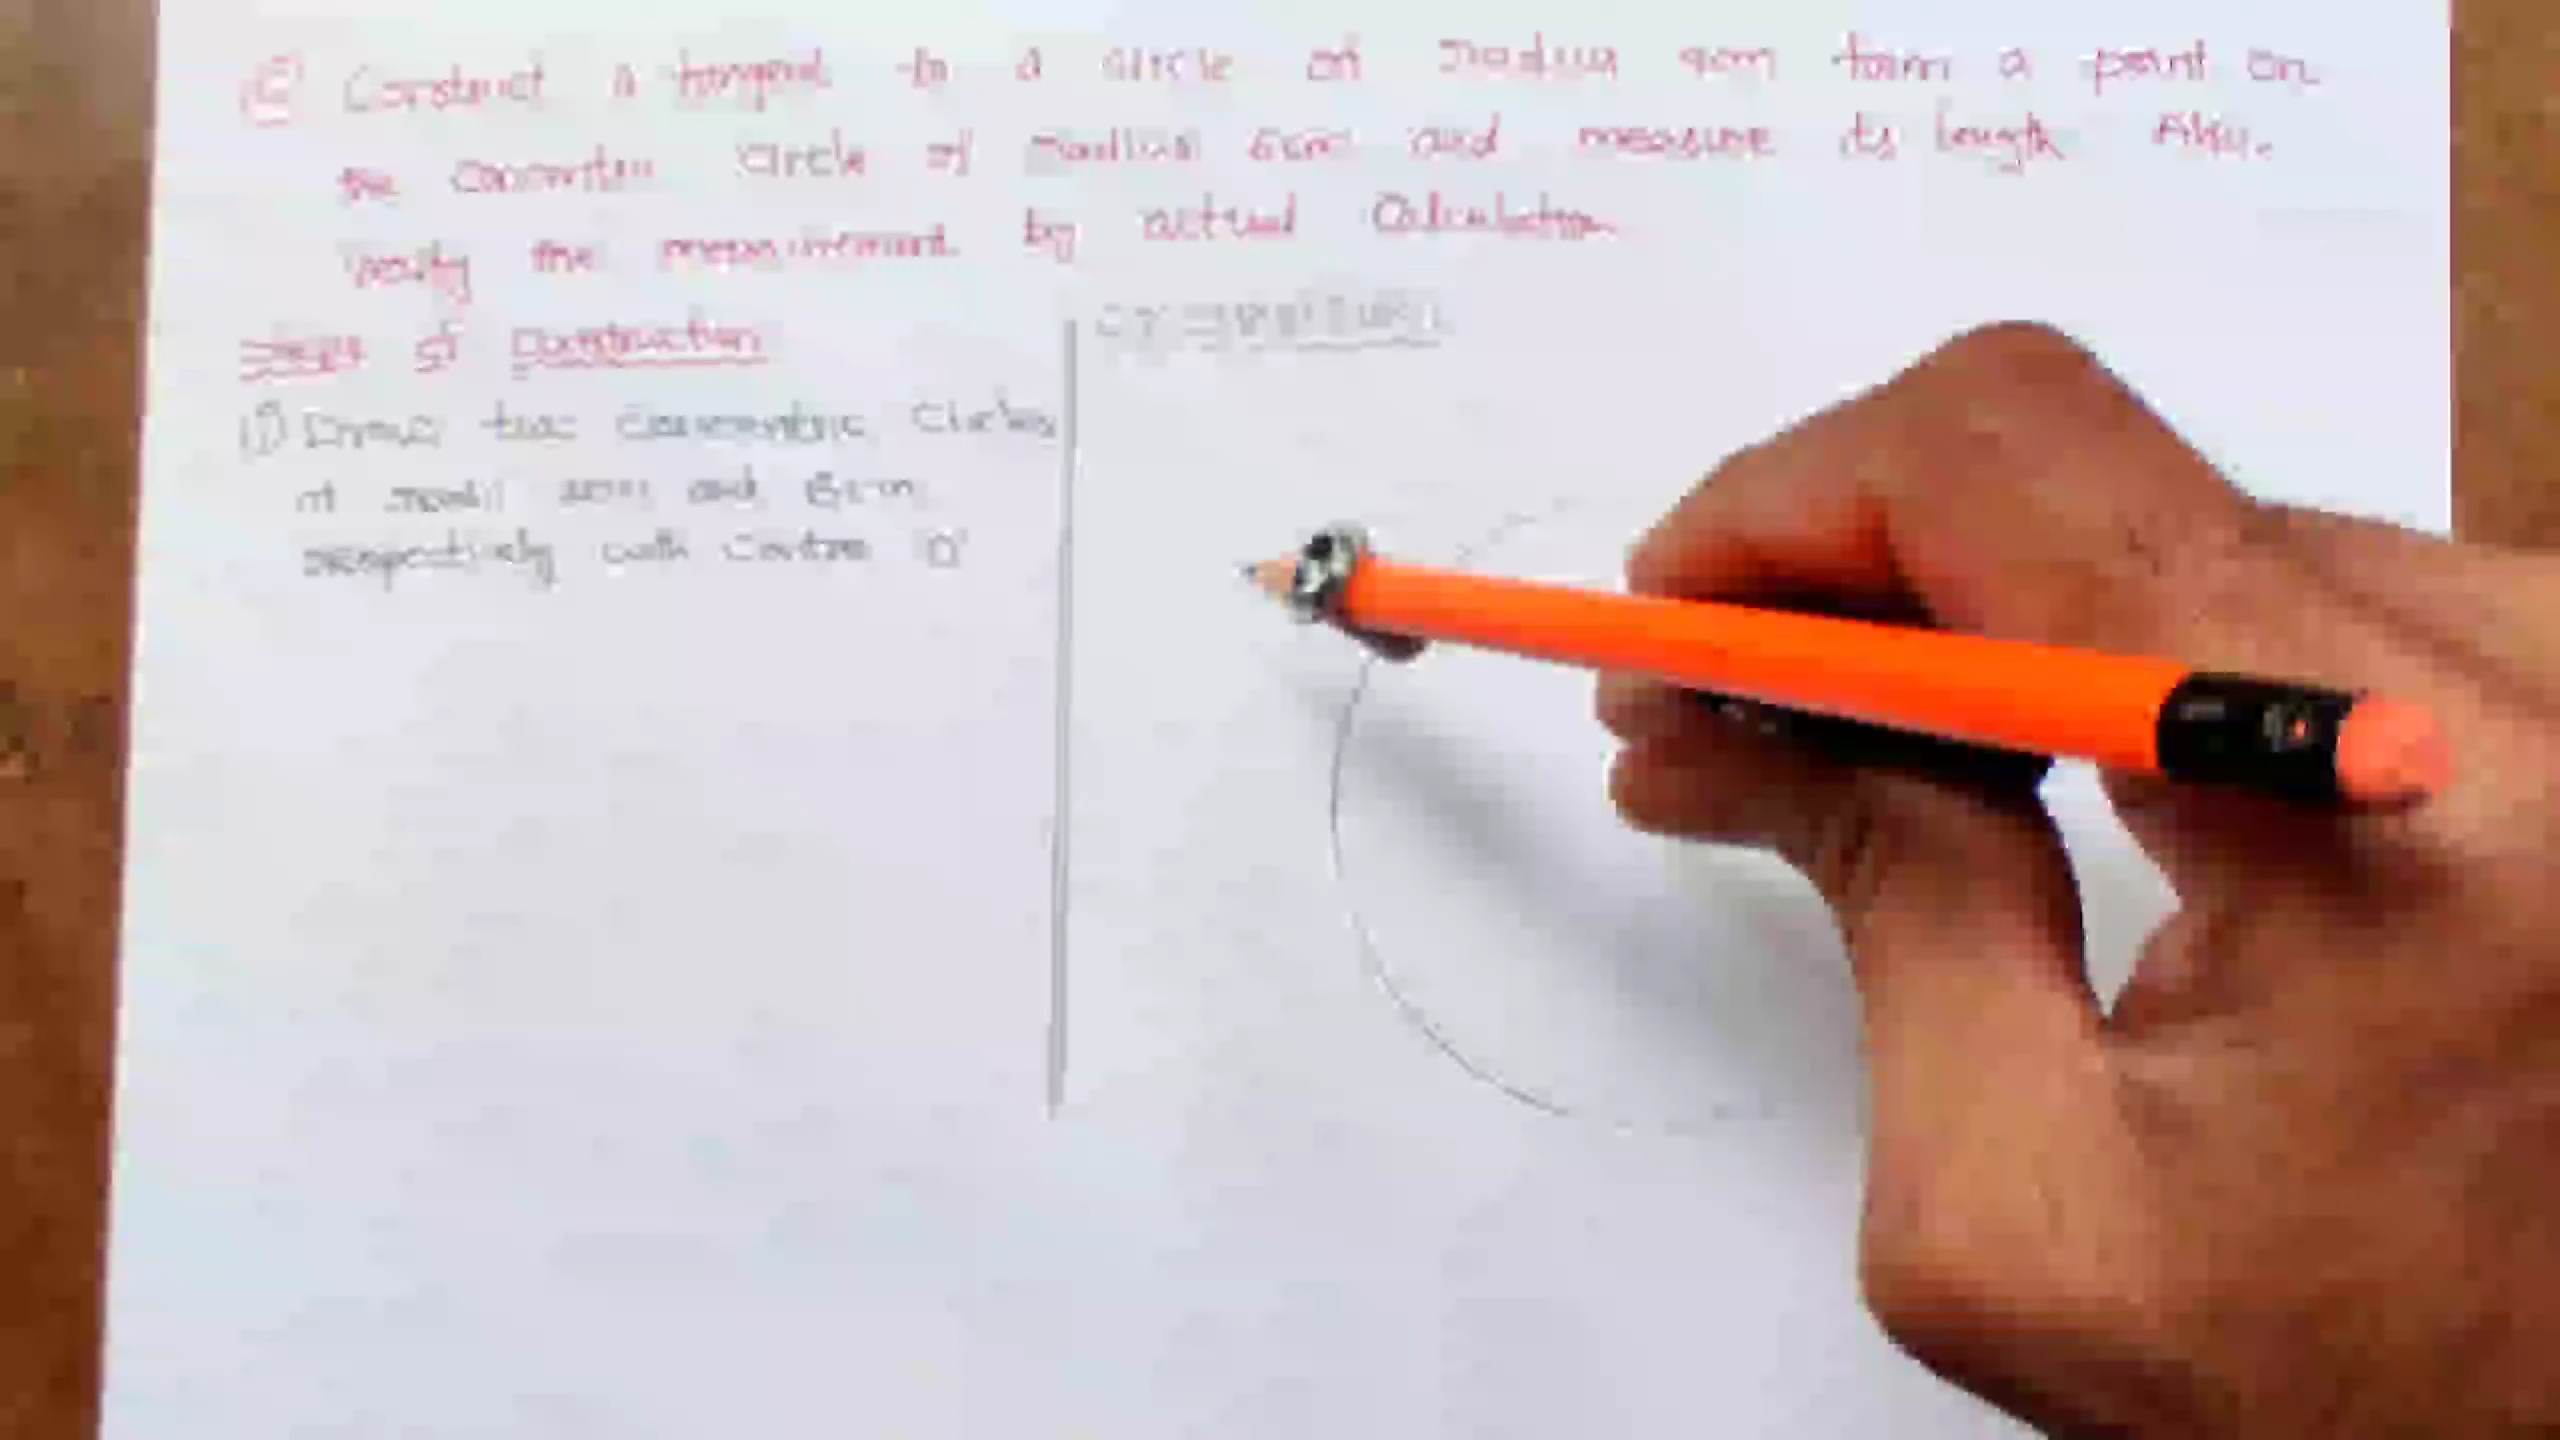 Construct a tangent to a circle of radius 4cm form a point on
the concentric circle of radius 6cm and measure its length Also.
verify the measurement by actual Calculation
Steps of Construction
(i) Draw two concentric Circles
of radii 4cm and 6cm
respectively with Centre 'O'